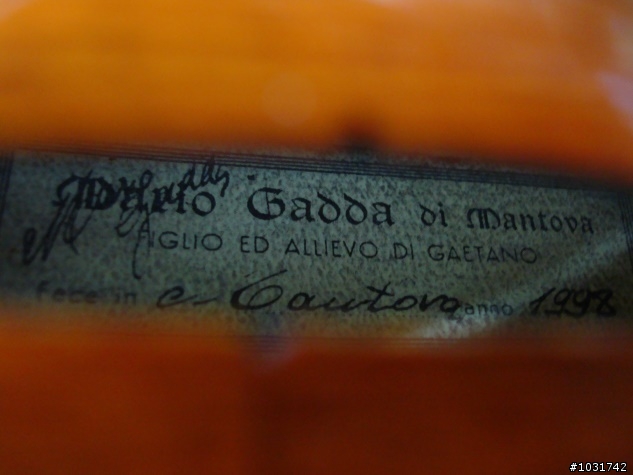 Mario Gadda di Mantova
FIGLIO ED ALLIEVO DI GAETANO
Fece in Mantova anno 1998
#1031742